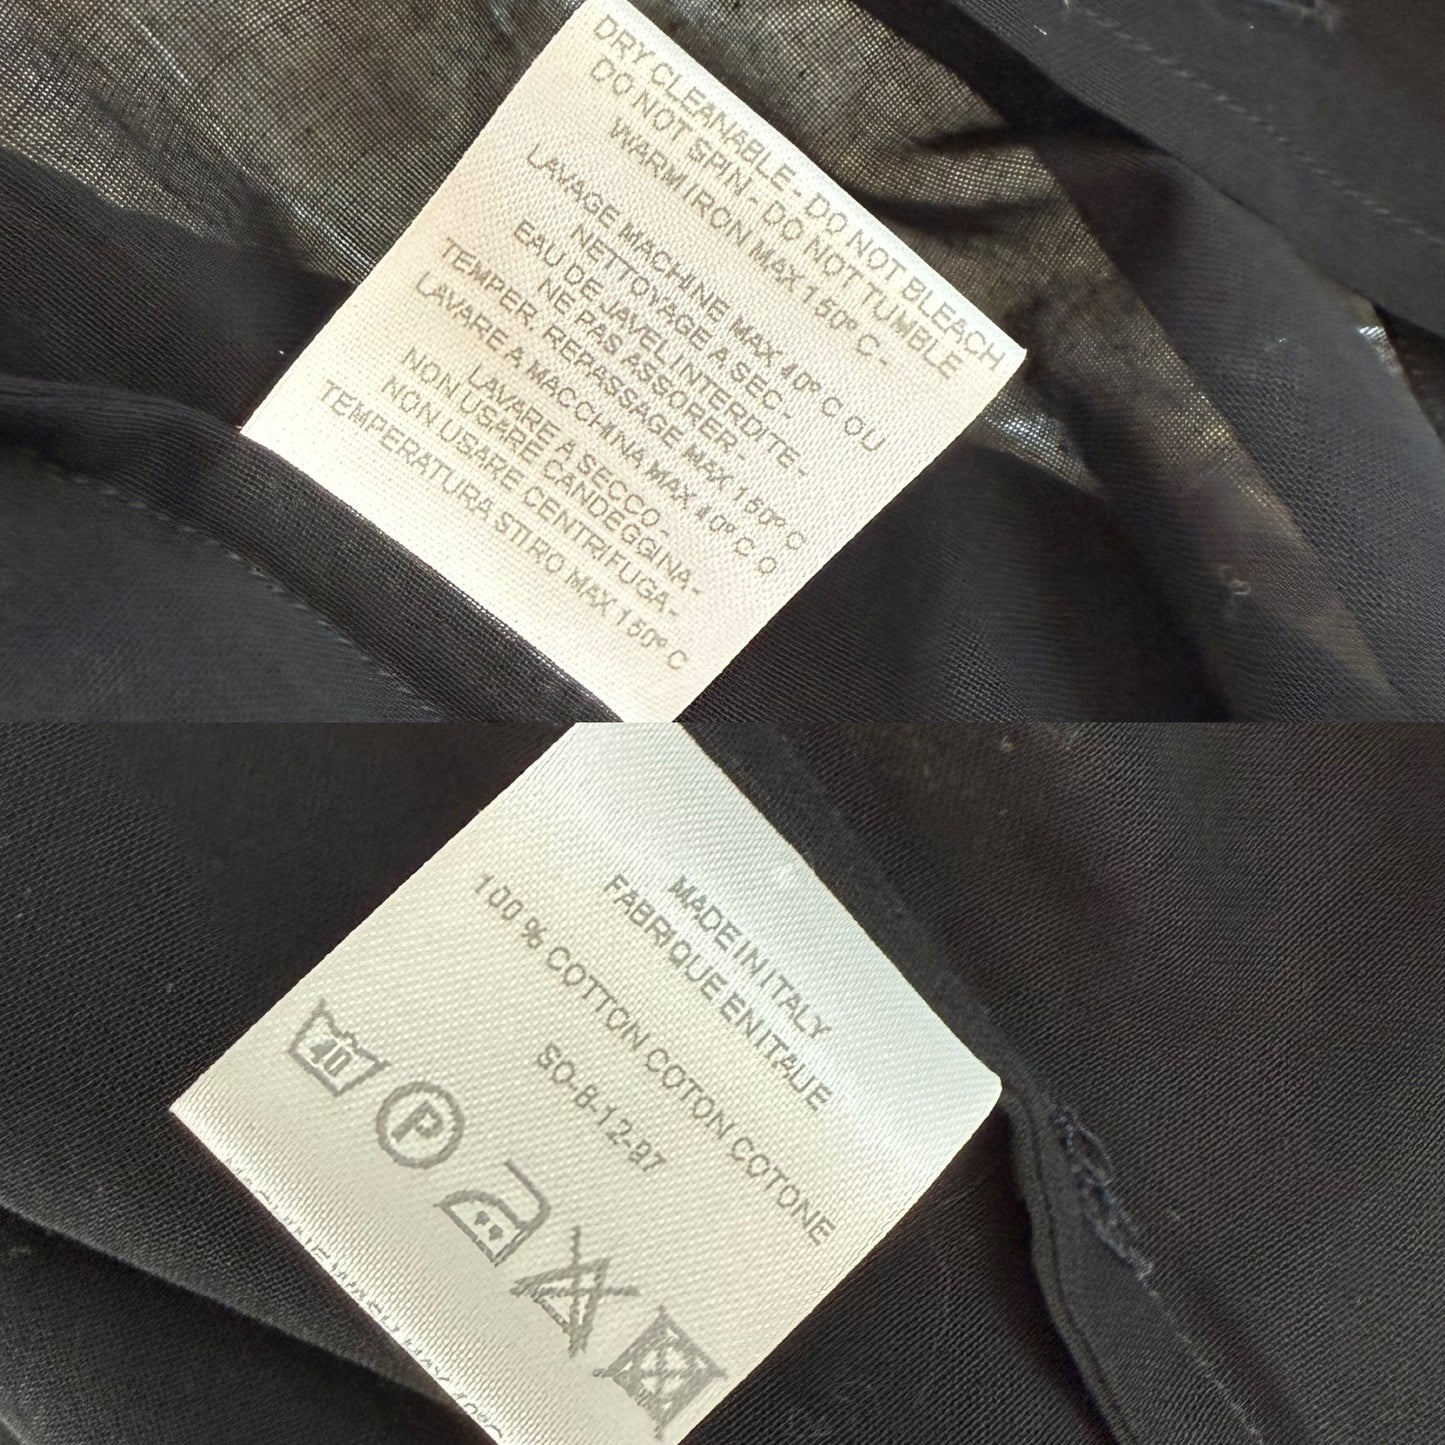 DRY CLEANABLE - DO NOT BLEACH
DO NOT SPIN - DO NOT TUMBLE
WARM IRON MAX 150° C -
LAVAGE MACHINE MAX 40° C OU
NETTOYAGE A SEC -
EAU DE JAVEL INTERDITE -
NE PAS ASSORER -
TEMPER. REPASSAGE MAX 150° C
LAVARE A MACCHINA MAX 40° C O
LAVARE A SECCO -
NON USARE CANDEGGINA -
NON USARE CENTRIFUGA -
TEMPERATURA STIRO MAX 150° C
MADE IN ITALY
FABRIQUE EN ITALIE
100 % COTTON COTON COTONE
SO-8-12-97
40
P